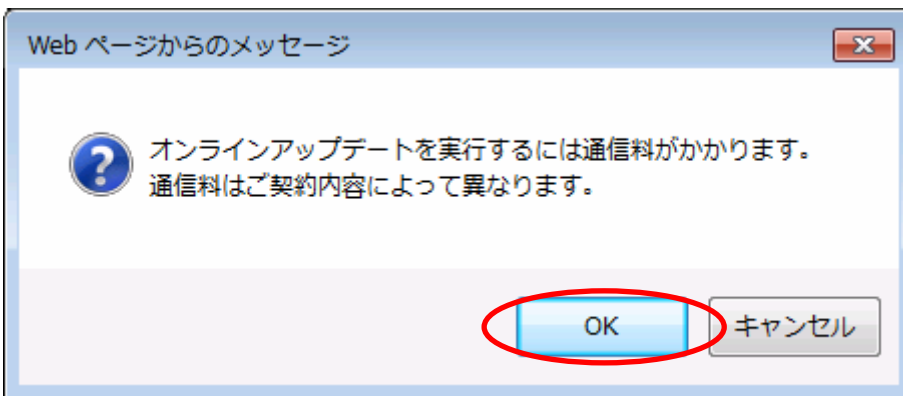 Web ページからのメッセージ
オンラインアップデートを実行するには通信料がかかります。
通信料はご契約内容によって異なります。
OK
キャンセル